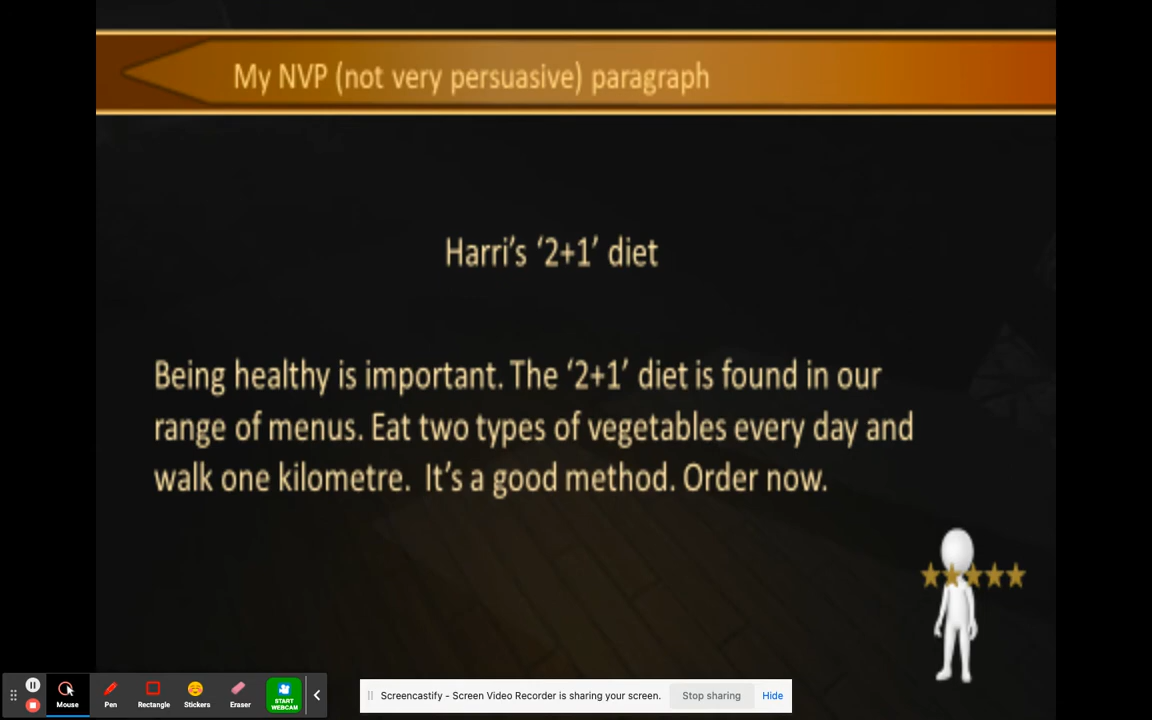 My NVP (not very persuasive) paragraph
Harri's '2+1' diet
Being healthy is important. The '2+1' diet is found in our
range of menus. Eat two types of vegetables every day and
walk one kilometre.  It's a good method. Order now.
Mouse
Pen
Rectangle
Stickers
Eraser
START
WEBCAM
Screencastify - Screen Video Recorder is sharing your screen.
Stop sharing
Hide